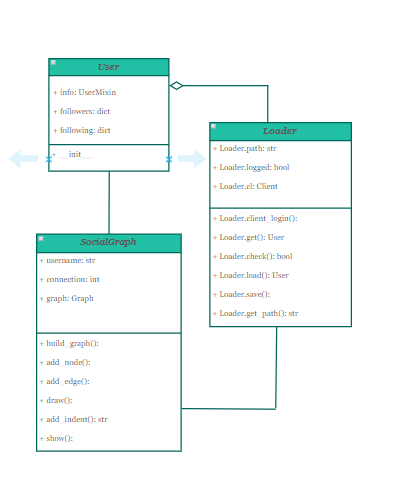 User
+ info: UserMixin
+ followers: dict
+ following: dict
+ __init__
Loader
+ Loader.path: str
+ Loader.logged: bool
+ Loader.cl: Client
+ Loader.client_login():
+ Loader.get(): User
+ Loader.check(): bool
+ Loader.load(): User
+ Loader.save():
+ Loader.get_path(): str
SocialGraph
+ username: str
+ connection: int
+ graph: Graph
+ build_graph():
+ add_node():
+ add_edge():
+ draw():
+ add_indent(): str
+ show():